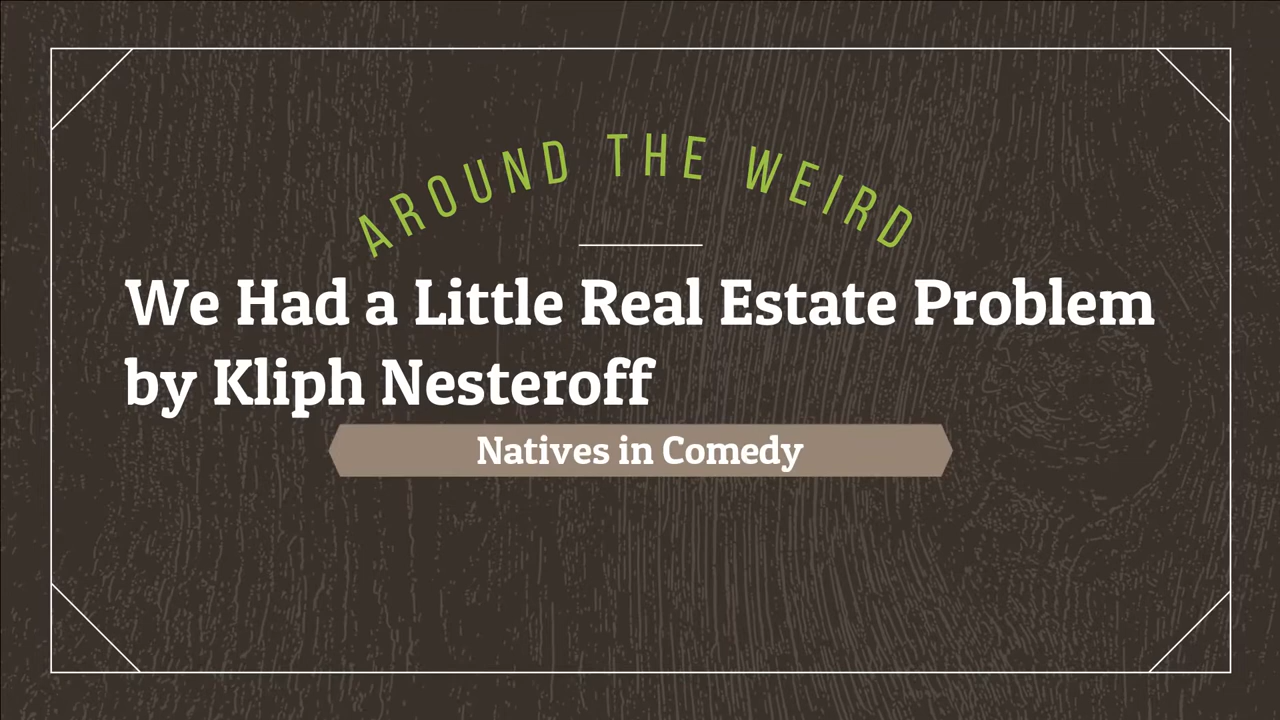 AROUND THE WEIRD
We Had a Little Real Estate Problem
by Kliph Nesteroff
Natives in Comedy